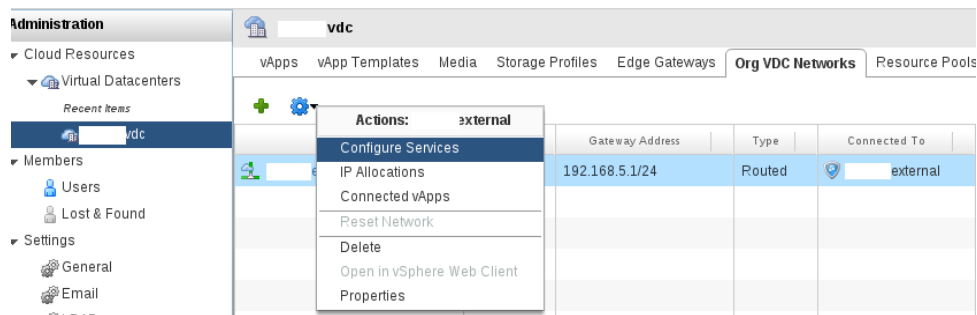 Administration
vdc
Cloud Resources
Virtual Datacenters
Recent Items
vdc
Members
Users
Lost & Found
Settings
General
Email
vApps vApp Templates Media Storage Profiles Edge Gateways Org VDC Networks Resource Pools
Actions: external
Configure Services
IP Allocations
Connected vApps
Reset Network
Delete
Open in vSphere Web Client
Properties
Gateway Address Type Connected To
192.168.5.1/24 Routed external